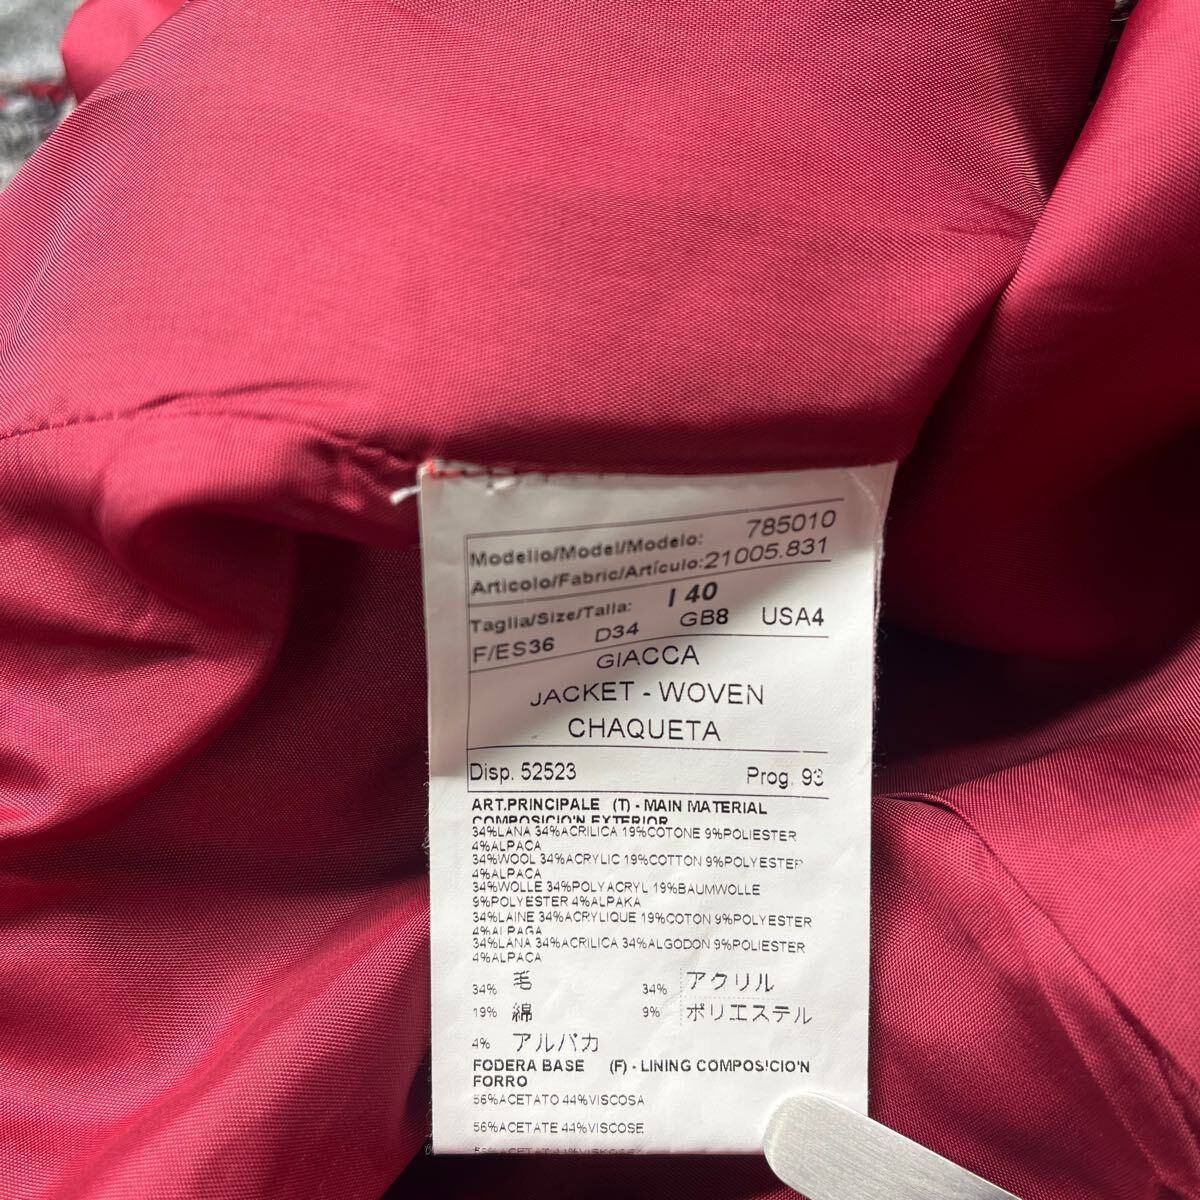 Modello/Model/Modelo: 785010
Articolo/Fabric/Artículo:21005.831
Taglia/Size/Talla: I 40
F/ES36 D34 GB8 USA4
GIACCA
JACKET - WOVEN
CHAQUETA
Disp. 52523 Prog. 93
ART.PRINCIPALE (T) - MAIN MATERIAL
COMPOSICIO'N EXTERIOR
34%LANA 34%ACRILICA 19%COTONE 9%POLIESTER
4%ALPACA
34%WOOL 34%ACRYLIC 19%COTTON 9%POLYESTER
4%ALPACA
34%WOLLE 34%POLYACRYL 19%BAUMWOLLE
9%POLYESTER 4%ALPAKA
34%LAINE 34%ACRYLIQUE 19%COTON 9%POLYESTER
4%ALPAGA
34%LANA 34%ACRILICA 34%ALGODON 9%POLIESTER
4%ALPACA
34% 毛 34% アクリル
19% 綿 9% ポリエステル
4% アルパカ
FODERA BASE (F) - LINING COMPOSICIO'N
FORRO
56%ACETATO 44%VISCOSA
56%ACETATE 44%VISCOSE